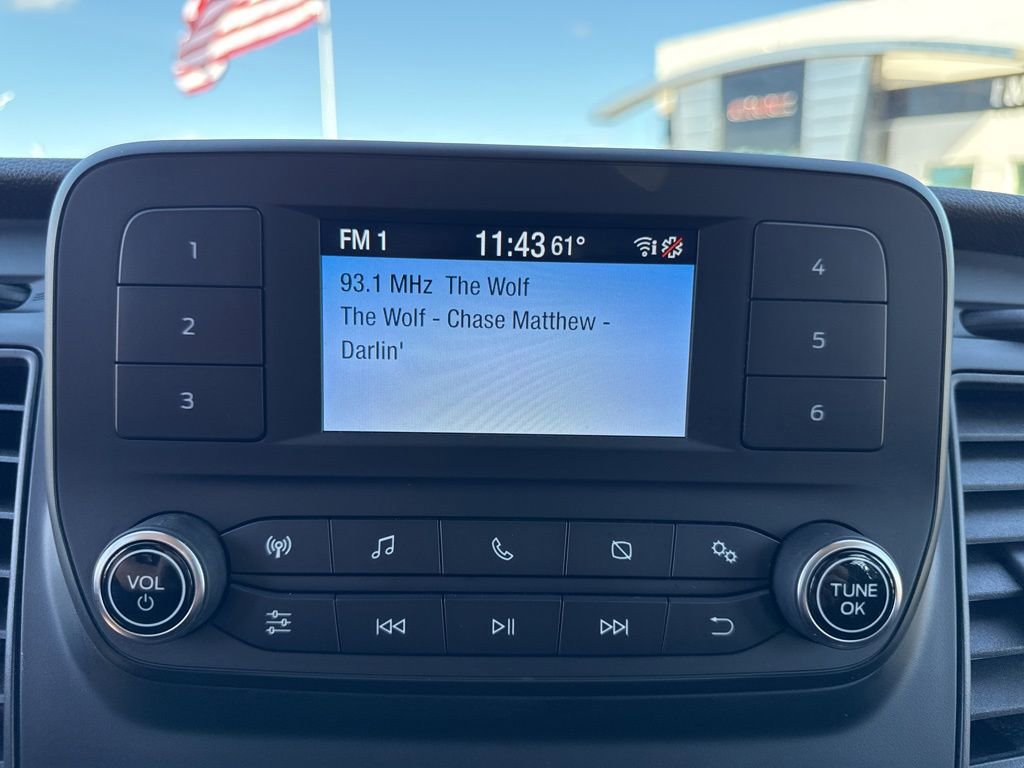 FM 1 11:43 61°
93.1 MHz The Wolf
The Wolf - Chase Matthew -
Darlin'
1
2
3
4
5
6
VOL
TUNE
OK